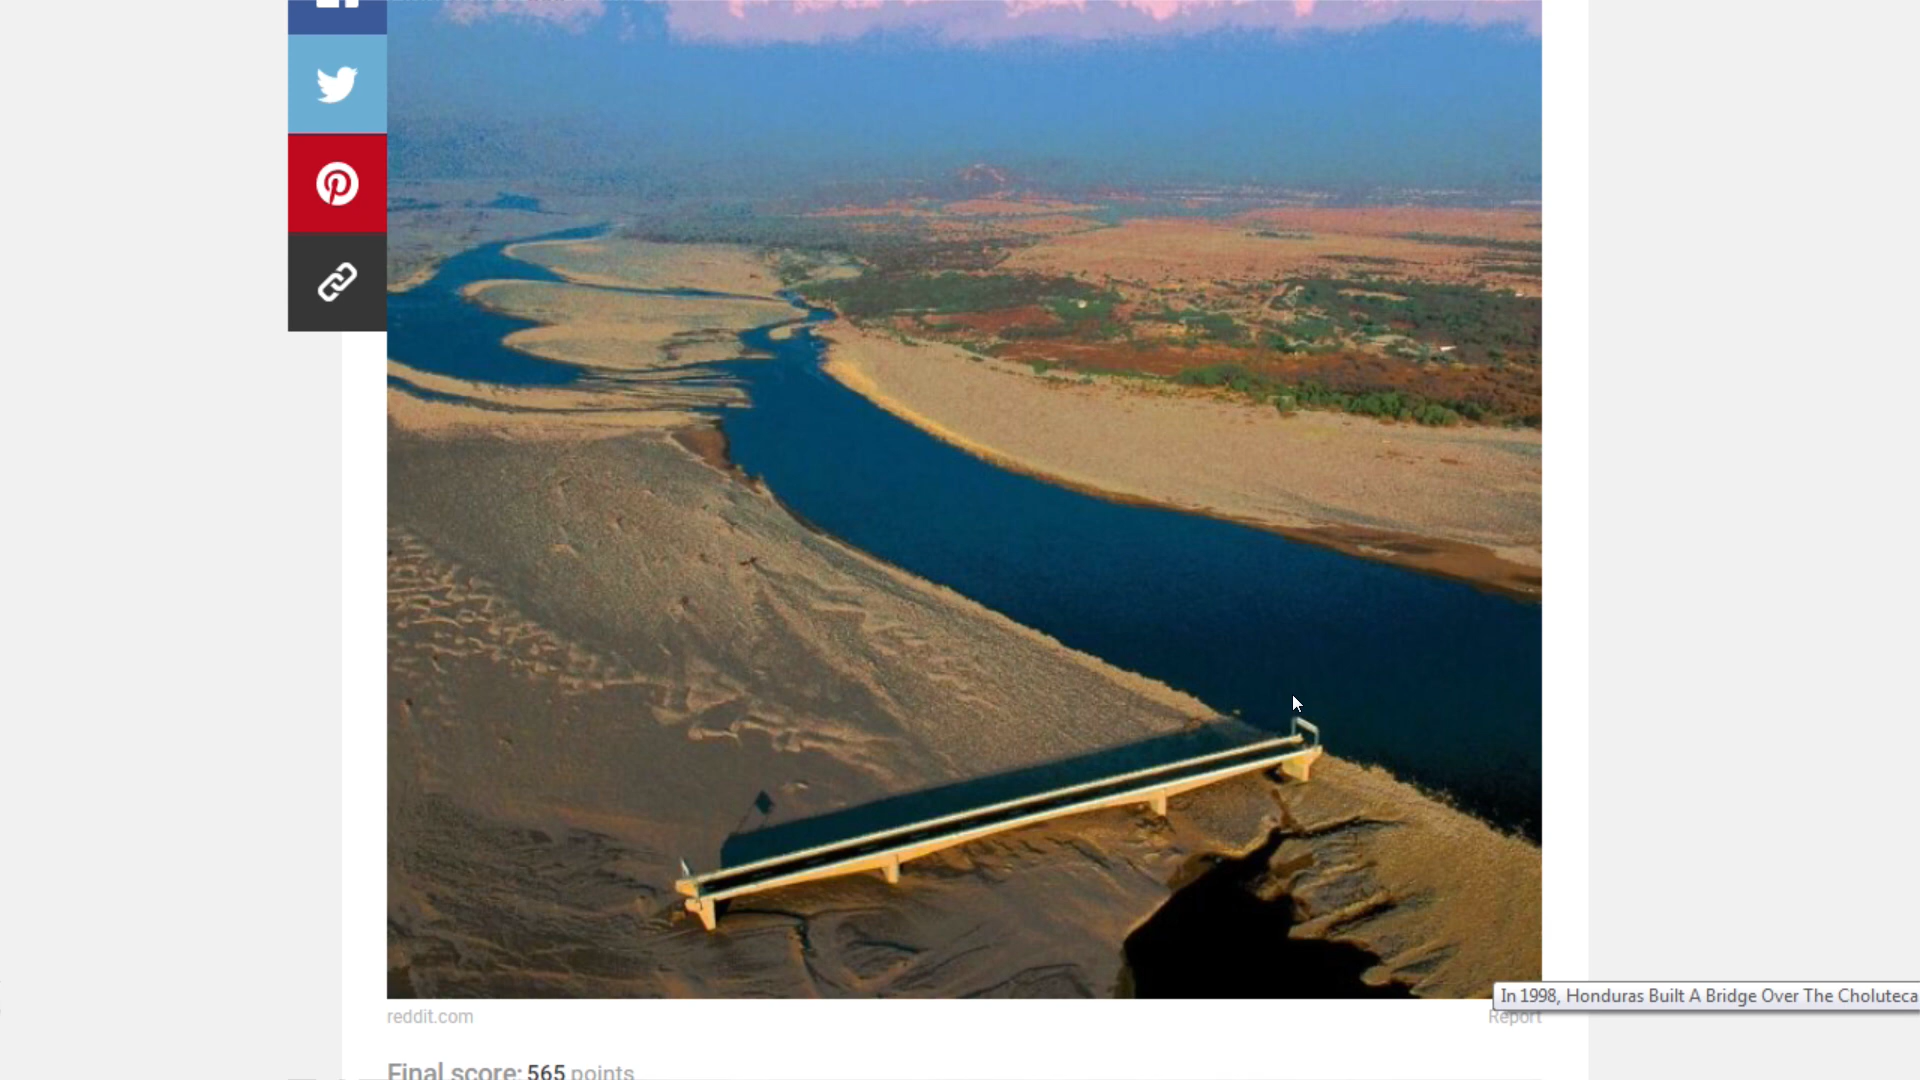 reddit.com
In 1998, Honduras Built A Bridge Over The Choluteca
Report
Final score: 565 points